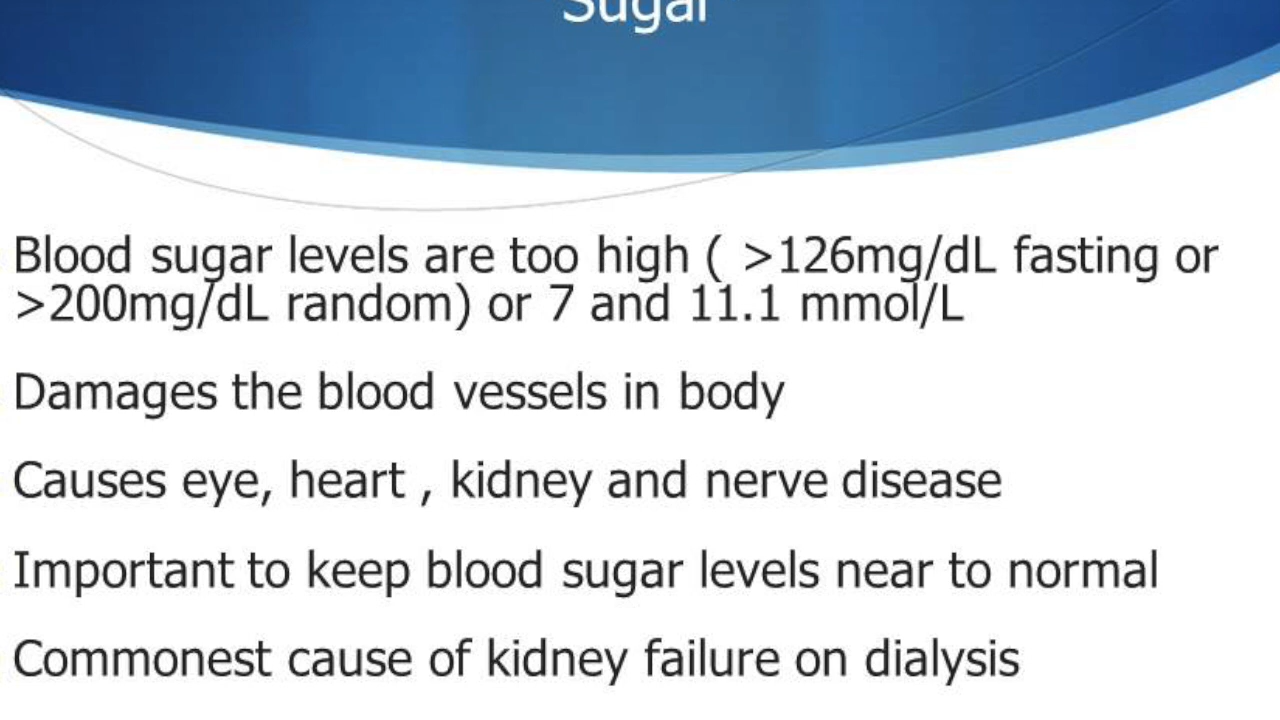 Sugar
Blood sugar levels are too high ( >126mg/dL fasting or
>200mg/dL random) or 7 and 11.1 mmol/L
Damages the blood vessels in body
Causes eye, heart , kidney and nerve disease
Important to keep blood sugar levels near to normal
Commonest cause of kidney failure on dialysis